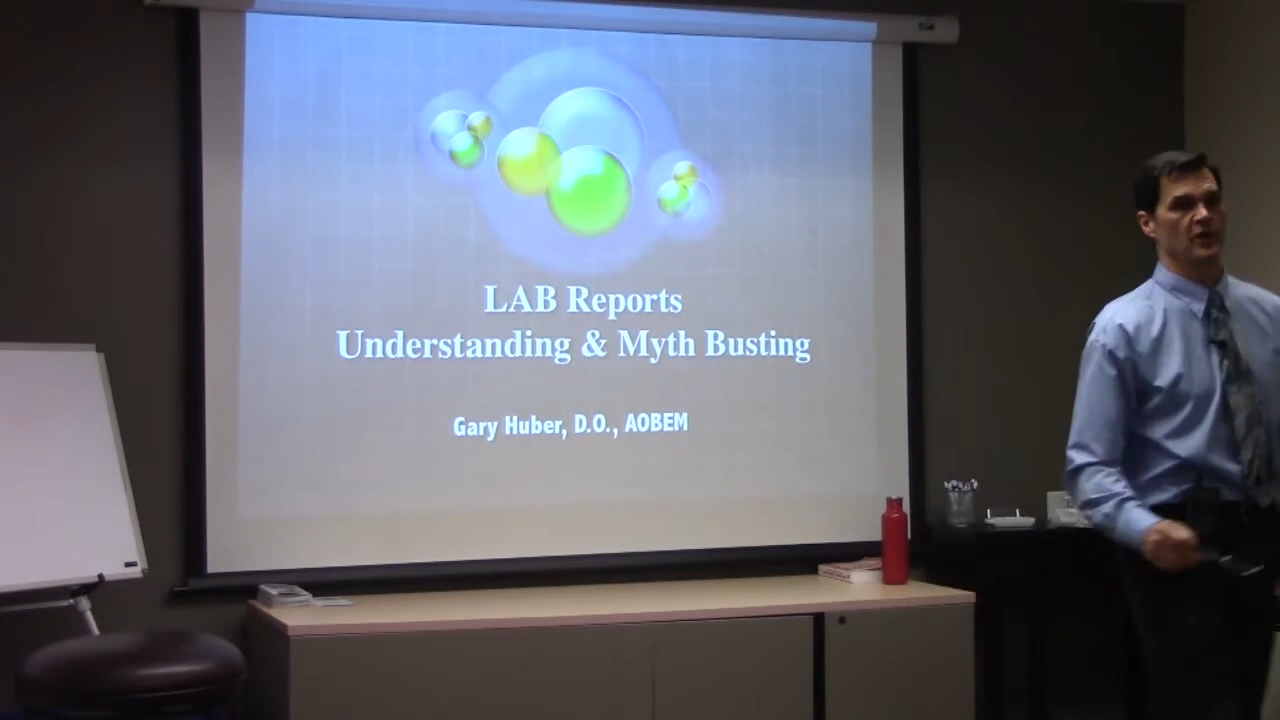 LAB Reports
Understanding & Myth Busting
Gary Huber, D.O., AOBEM